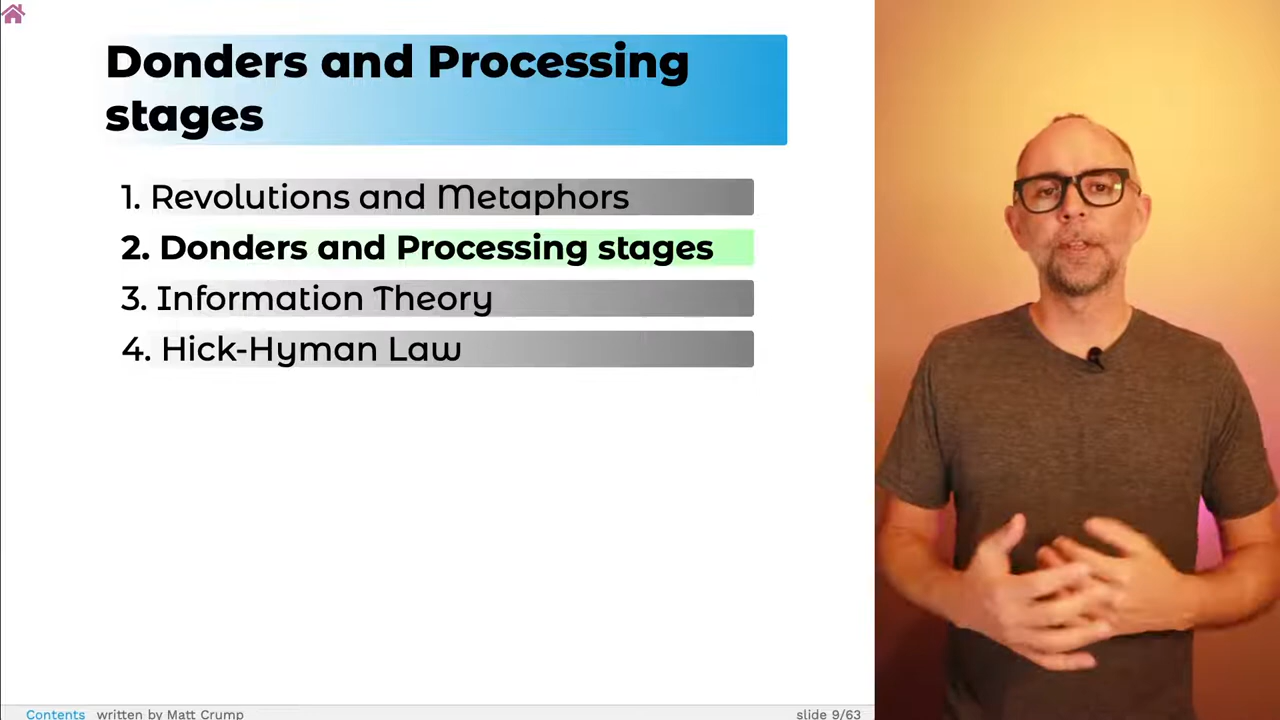 Donders and Processing
stages
1. Revolutions and Metaphors
2. Donders and Processing stages
3. Information Theory
4. Hick-Hyman Law
Contents written by Matt Crump slide 9/63